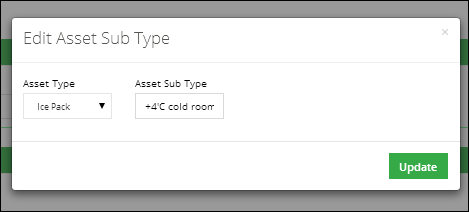 Edit Asset Sub Type ×
Asset Type Asset Sub Type
Ice Pack ▼ +4'C cold room
Update